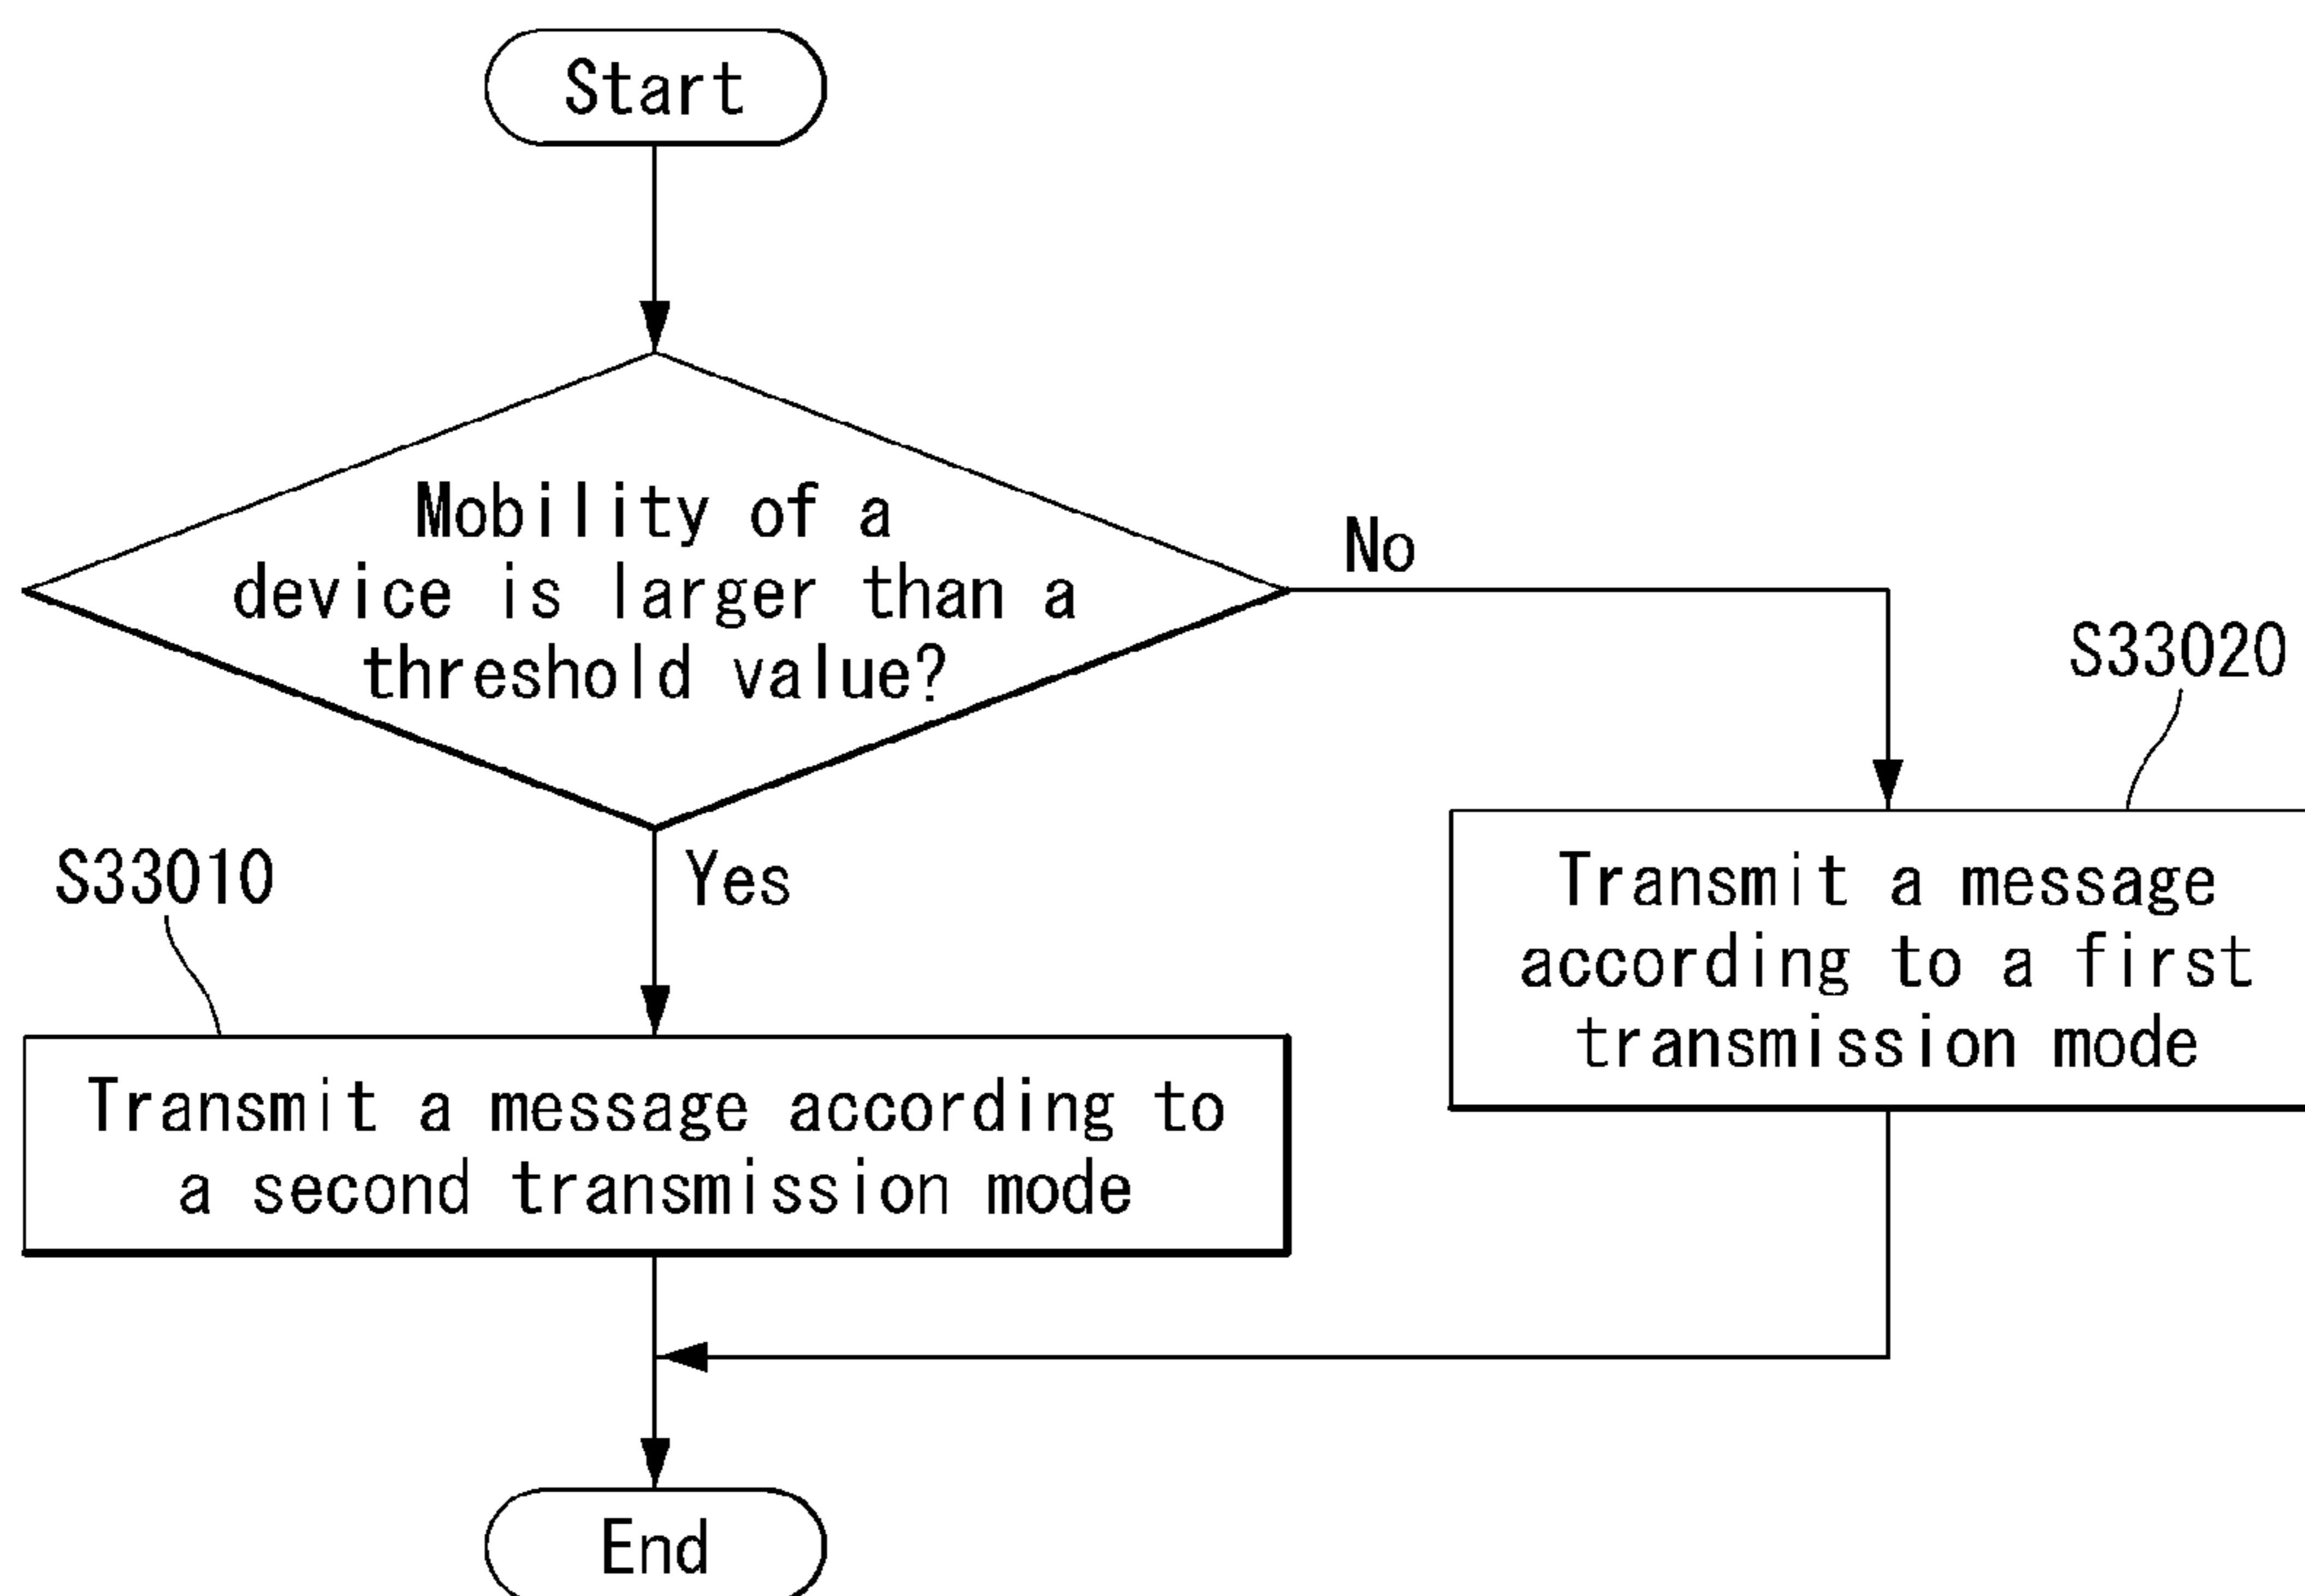 Start
Mobility of a
device is larger than a
threshold value?
No
S33020
Transmit a message
according to a first
transmission mode
Yes
S33010
Transmit a message according to
a second transmission mode
End